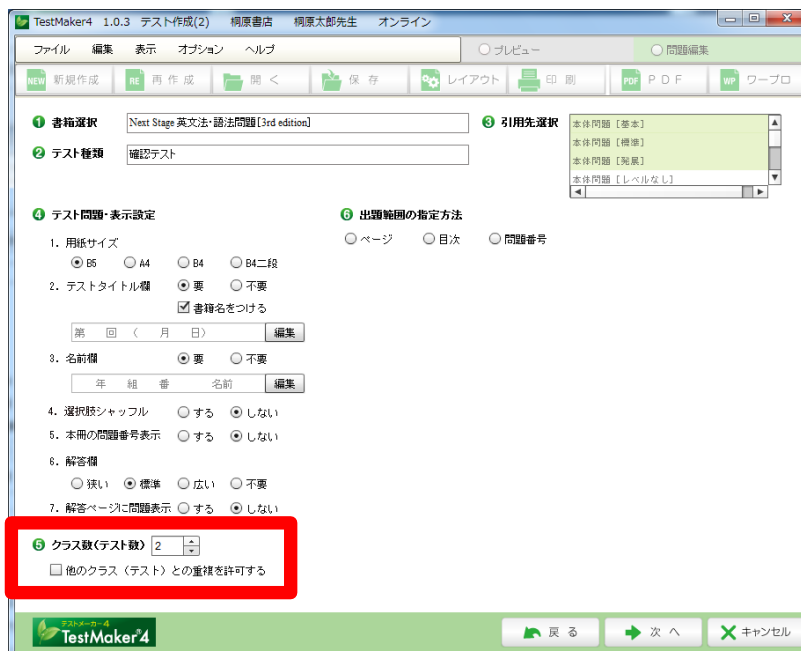 TestMaker4 1.0.3 テスト作成(2) 桐原書店 桐原太郎先生 オンライン
ファイル 編集 表示 オプション ヘルプ プレビュー 問題編集
NEW 新規作成 RE 再作成 開く 保存 レイアウト 印刷 PDF PDF WP ワープロ
1 書籍選択 Next Stage 英文法・語法問題[3rd edition]
2 テスト種類 確認テスト
3 引用先選択
本体問題 [基本]
本体問題 [標準]
本体問題 [発展]
本体問題 [レベルなし]
4 テスト問題・表示設定
1. 用紙サイズ
B5 A4 B4 B4二段
2. テストタイトル欄 要 不要
書籍名をつける
第 回 ( 月 日) 編集
3. 名前欄 要 不要
年 組 番 名前 編集
4. 選択肢シャッフル する しない
5. 本冊の問題番号表示 する しない
6. 解答欄
狭い 標準 広い 不要
7. 解答ページに問題表示 する しない
5 クラス数(テスト数) 2
他のクラス (テスト) との重複を許可する
6 出題範囲の指定方法
ページ 目次 問題番号
テストメーカー4
TestMaker4
戻る 次へ キャンセル